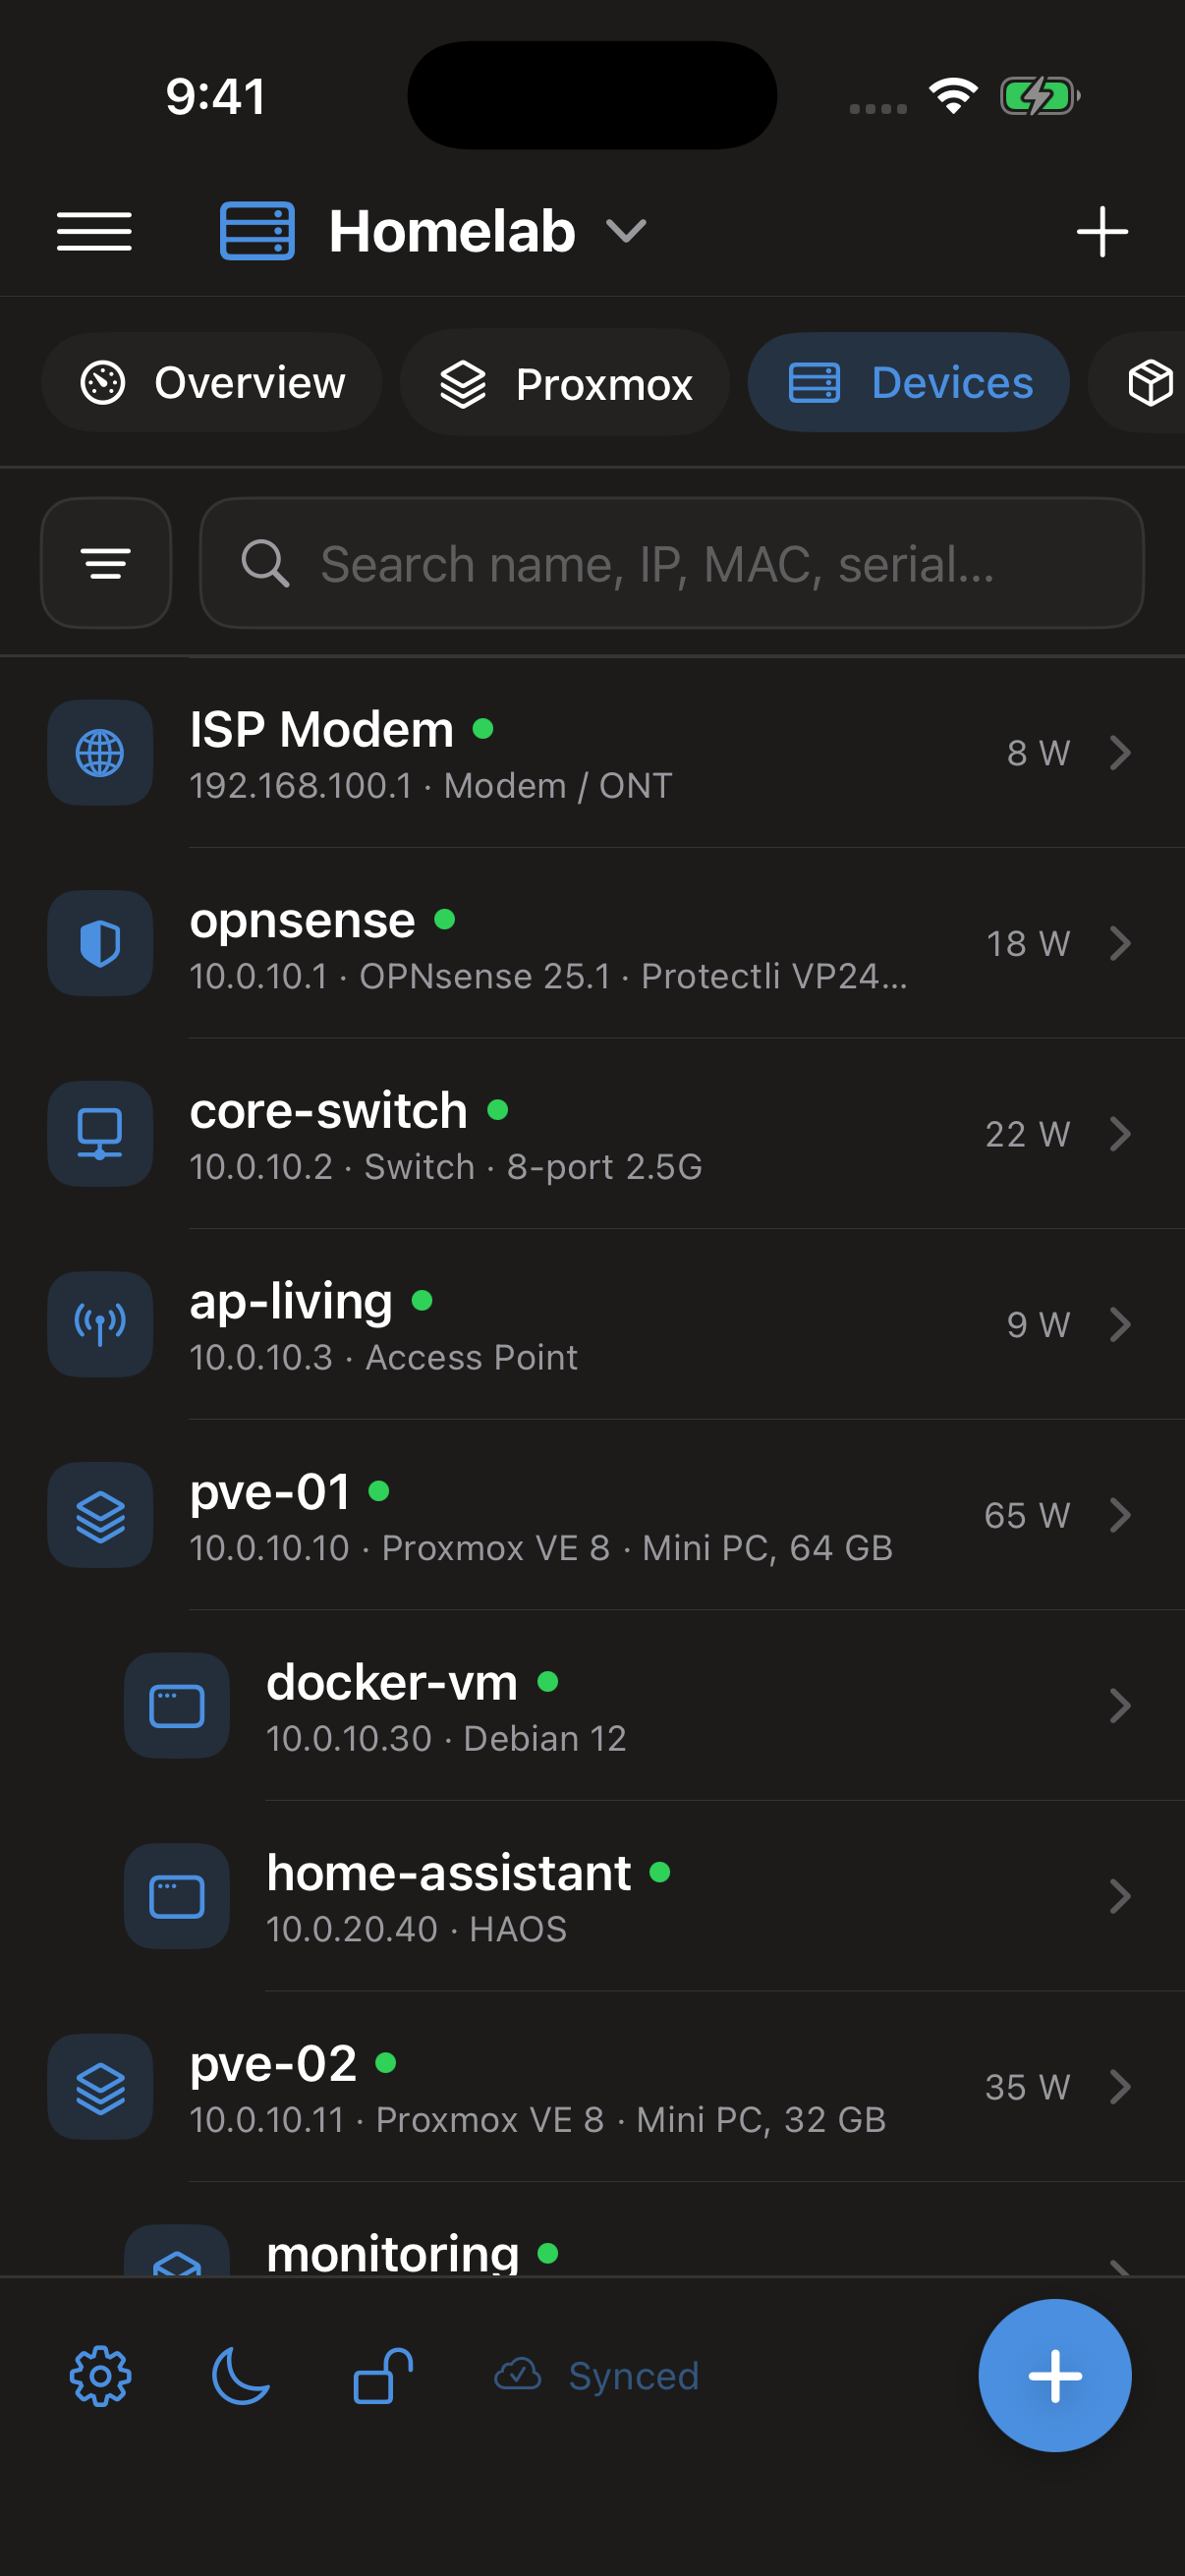 9:41
Homelab
Overview
Proxmox
Devices
Search name, IP, MAC, serial...
ISP Modem
192.168.100.1 · Modem / ONT
8 W
opnsense
10.0.10.1 · OPNsense 25.1 · Protectli VP24...
18 W
core-switch
10.0.10.2 · Switch · 8-port 2.5G
22 W
ap-living
10.0.10.3 · Access Point
9 W
pve-01
10.0.10.10 · Proxmox VE 8 · Mini PC, 64 GB
65 W
docker-vm
10.0.10.30 · Debian 12
home-assistant
10.0.20.40 · HAOS
pve-02
10.0.10.11 · Proxmox VE 8 · Mini PC, 32 GB
35 W
monitoring
Synced